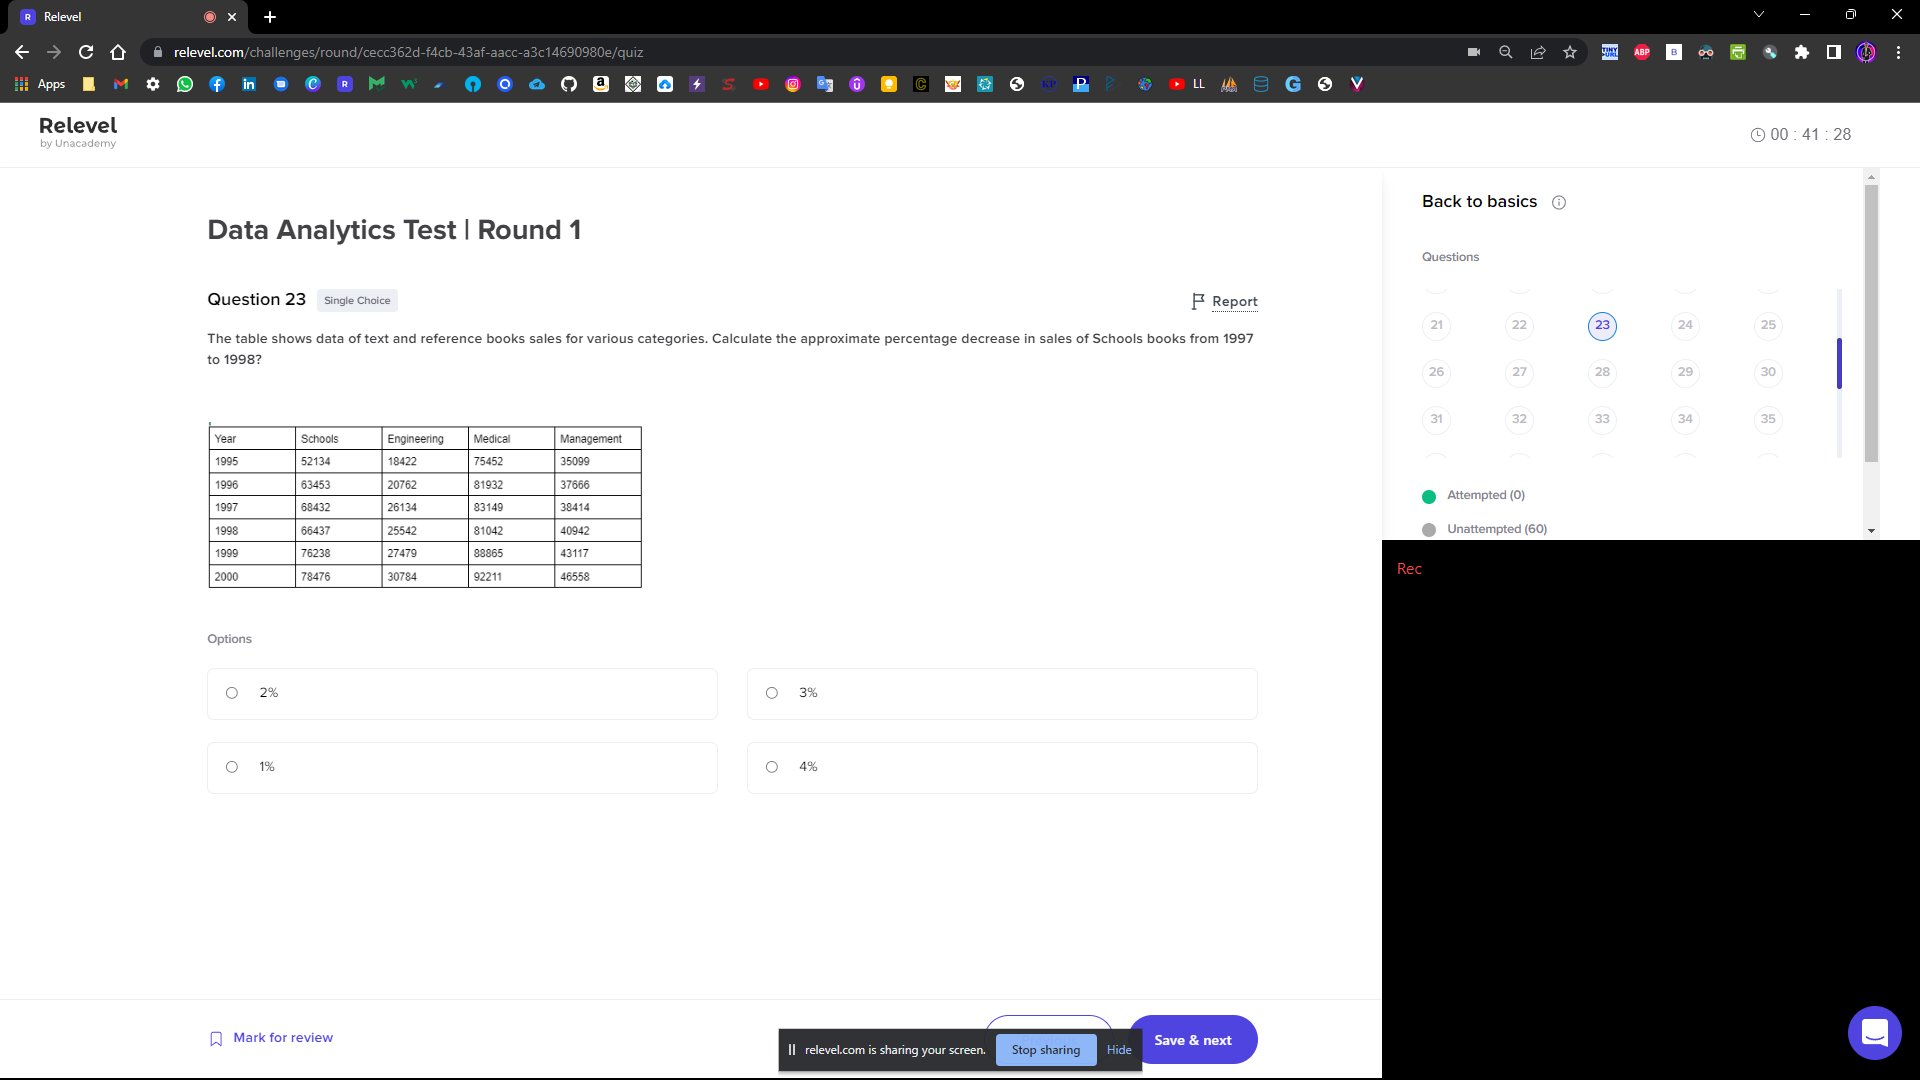 Relevel
relevel.com/challenges/round/cecc362d-f4cb-43af-aacc-a3c14690980e/quiz
Apps
LL
Relevel
by Unacademy
00 : 41 : 28
Data Analytics Test | Round 1
Question 23 Single Choice
Report
The table shows data of text and reference books sales for various categories. Calculate the approximate percentage decrease in sales of Schools books from 1997
to 1998?
Year Schools Engineering Medical Management
1995 52134 18422 75452 35099
1996 63453 20762 81932 37666
1997 68432 26134 83149 38414
1998 66437 25542 81042 40942
1999 76238 27479 88865 43117
2000 78476 30784 92211 46558
Options
2% 3%
1% 4%
Mark for review
relevel.com is sharing your screen. Stop sharing Hide
Save & next
Back to basics
Questions
21 22 23 24 25
26 27 28 29 30
31 32 33 34 35
Attempted (0)
Unattempted (60)
Rec